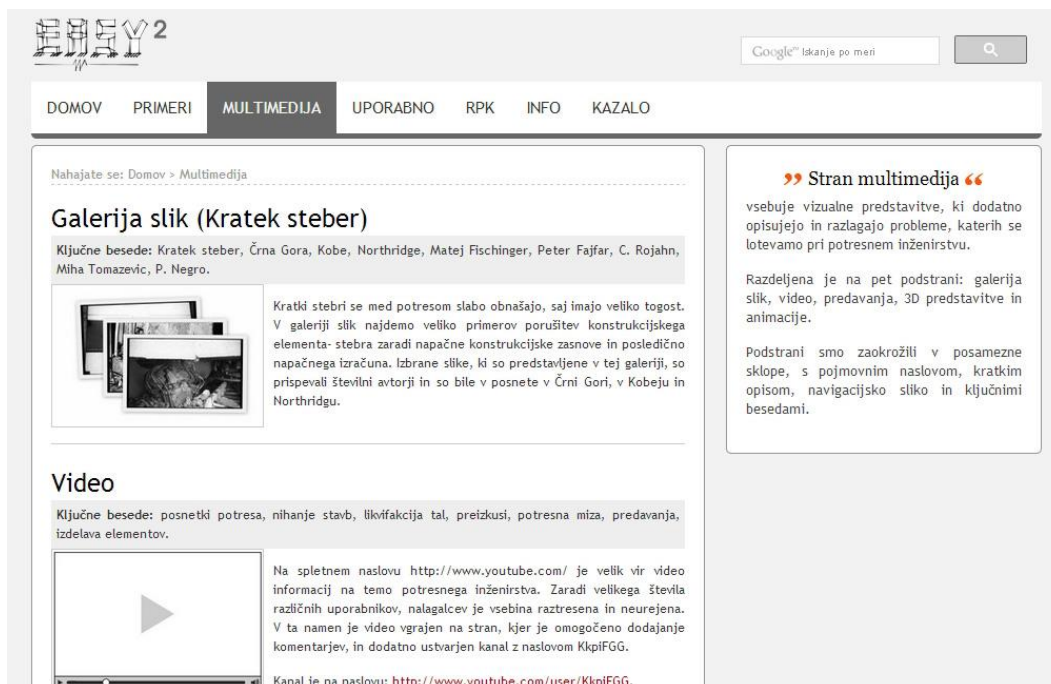 EASY²
Google™ Iskanje po meri
DOMOV PRIMERI MULTIMEDIJA UPORABNO RPK INFO KAZALO
Nahajate se: Domov > Multimedija
Galerija slik (Kratek steber)
Ključne besede: Kratek steber, Črna Gora, Kobe, Northridge, Matej Fischinger, Peter Fajfar, C. Rojahn,
Miha Tomazevic, P. Negro.
Kratki stebri se med potresom slabo obnašajo, saj imajo veliko togost.
V galeriji slik najdemo veliko primerov porušitev konstrukcijskega
elementa- stebra zaradi napačne konstrukcijske zasnove in posledično
napačnega izračuna. Izbrane slike, ki so predstavljene v tej galeriji, so
prispevali številni avtorji in so bile v posnete v Črni Gori, v Kobeju in
Northridgu.
Video
Ključne besede: posnetki potresa, nihanje stavb, likvifakcija tal, preizkusi, potresna miza, predavanja,
izdelava elementov.
Na spletnem naslovu http://www.youtube.com/ je velik vir video
informacij na temo potresnega inženirstva. Zaradi velikega števila
različnih uporabnikov, nalagalcev je vsebina raztresena in neurejena.
V ta namen je video vgrajen na stran, kjer je omogočeno dodajanje
komentarjev, in dodatno ustvarjen kanal z naslovom KkpiFGG.
Kanal je na naslovu: http://www.youtube.com/user/KkpiFGG.
” Stran multimedija “
vsebuje vizualne predstavitve, ki dodatno
opisujejo in razlagajo probleme, katerih se
lotevamo pri potresnem inženirstvu.
Razdeljena je na pet podstrani: galerija
slik, video, predavanja, 3D predstavitve in
animacije.
Podstrani smo zaokrožili v posamezne
sklope, s pojmovnim naslovom, kratkim
opisom, navigacijsko sliko in ključnimi
besedami.